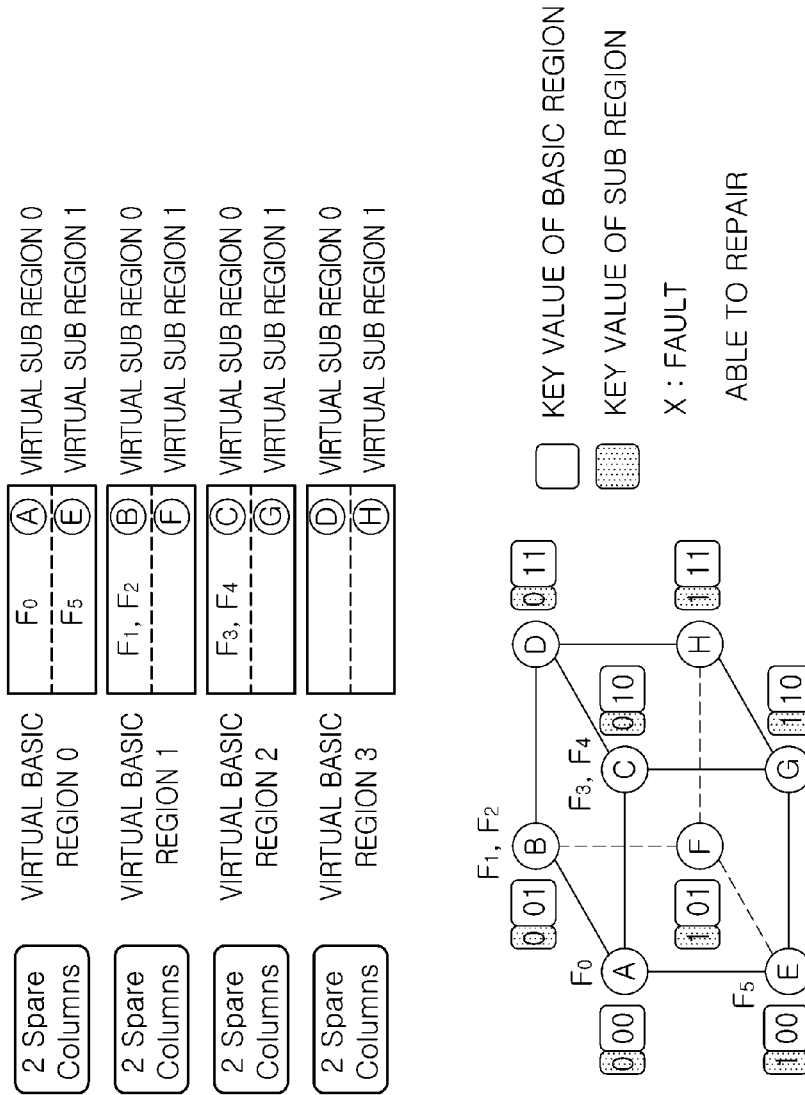 2 Spare
Columns
VIRTUAL BASIC
REGION 0
F0
A
VIRTUAL SUB REGION 0
F5
E
VIRTUAL SUB REGION 1
2 Spare
Columns
VIRTUAL BASIC
REGION 1
F1, F2
B
VIRTUAL SUB REGION 0
F
VIRTUAL SUB REGION 1
2 Spare
Columns
VIRTUAL BASIC
REGION 2
F3, F4
C
VIRTUAL SUB REGION 0
G
VIRTUAL SUB REGION 1
2 Spare
Columns
VIRTUAL BASIC
REGION 3
D
VIRTUAL SUB REGION 0
H
VIRTUAL SUB REGION 1
F1, F2
0 01
B
D
0 11
F0
0 00
A
F3, F4
C
0 10
1 01
F
H
1 11
F5
1 00
E
G
1 10
KEY VALUE OF BASIC REGION
KEY VALUE OF SUB REGION
X : FAULT
ABLE TO REPAIR